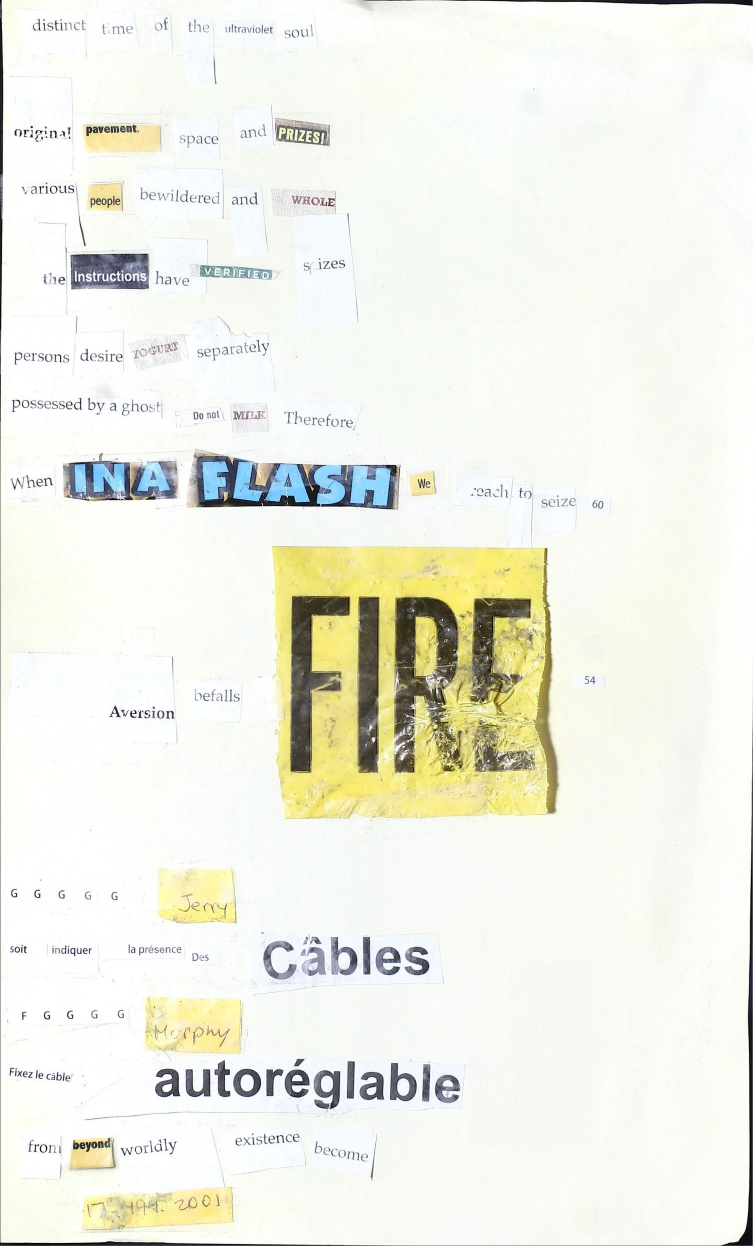 distinct time of the ultraviolet soul
original pavement. space and PRIZES!
various people bewildered and WHOLE
the Instructions have VERIFIED sizes
persons desire YOGURT separately
possessed by a ghost Do not MILK Therefore,
When IN A FLASH We reach to seize 60
Aversion befalls FIRE 54
G G G G G Jerry
soit indiquer la présence Des Câbles
F G G G G Murphy
Fixez le câble autoréglable
from beyond worldly existence become
17 2001